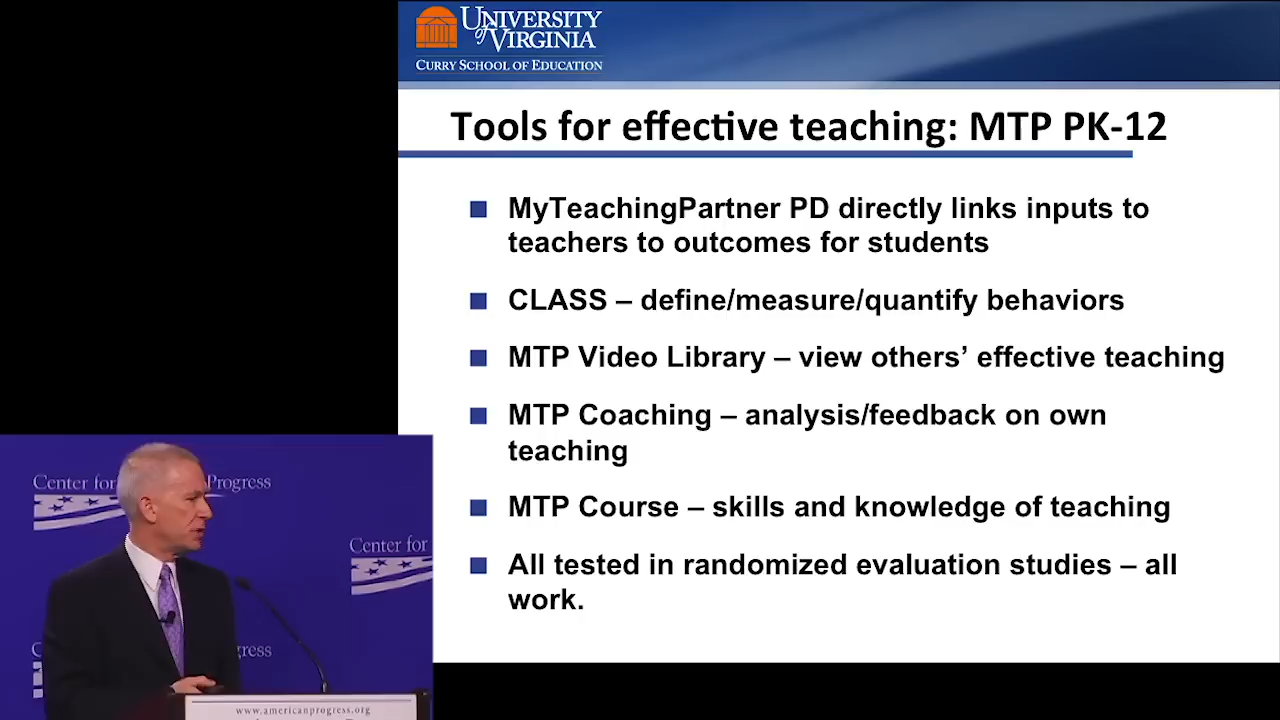 UNIVERSITY
of VIRGINIA
CURRY SCHOOL OF EDUCATION
Tools for effective teaching: MTP PK-12
MyTeachingPartner PD directly links inputs to
teachers to outcomes for students
CLASS – define/measure/quantify behaviors
MTP Video Library – view others’ effective teaching
MTP Coaching – analysis/feedback on own
teaching
MTP Course – skills and knowledge of teaching
All tested in randomized evaluation studies – all
work.
Center for Progress
Center for
gress
www.americanprogress.org